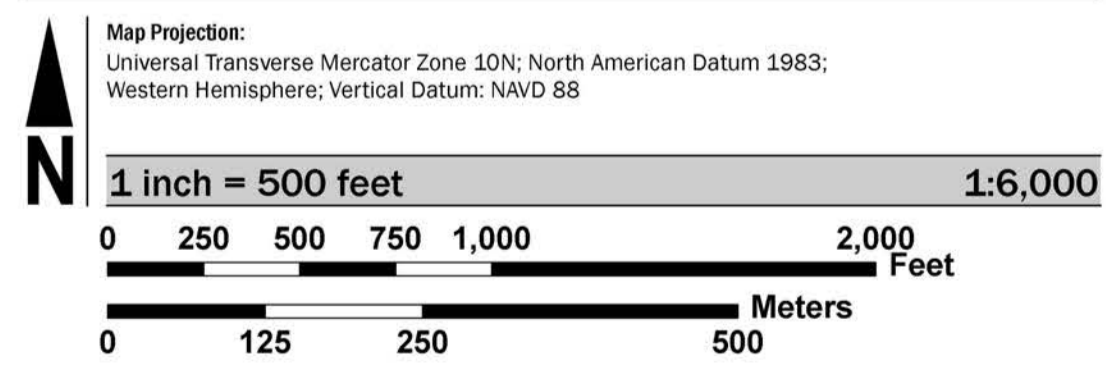 Map Projection:
Universal Transverse Mercator Zone 10N; North American Datum 1983;
Western Hemisphere; Vertical Datum: NAVD 88
N
1 inch = 500 feet 1:6,000
0 250 500 750 1,000 2,000
Feet
Meters
0 125 250 500